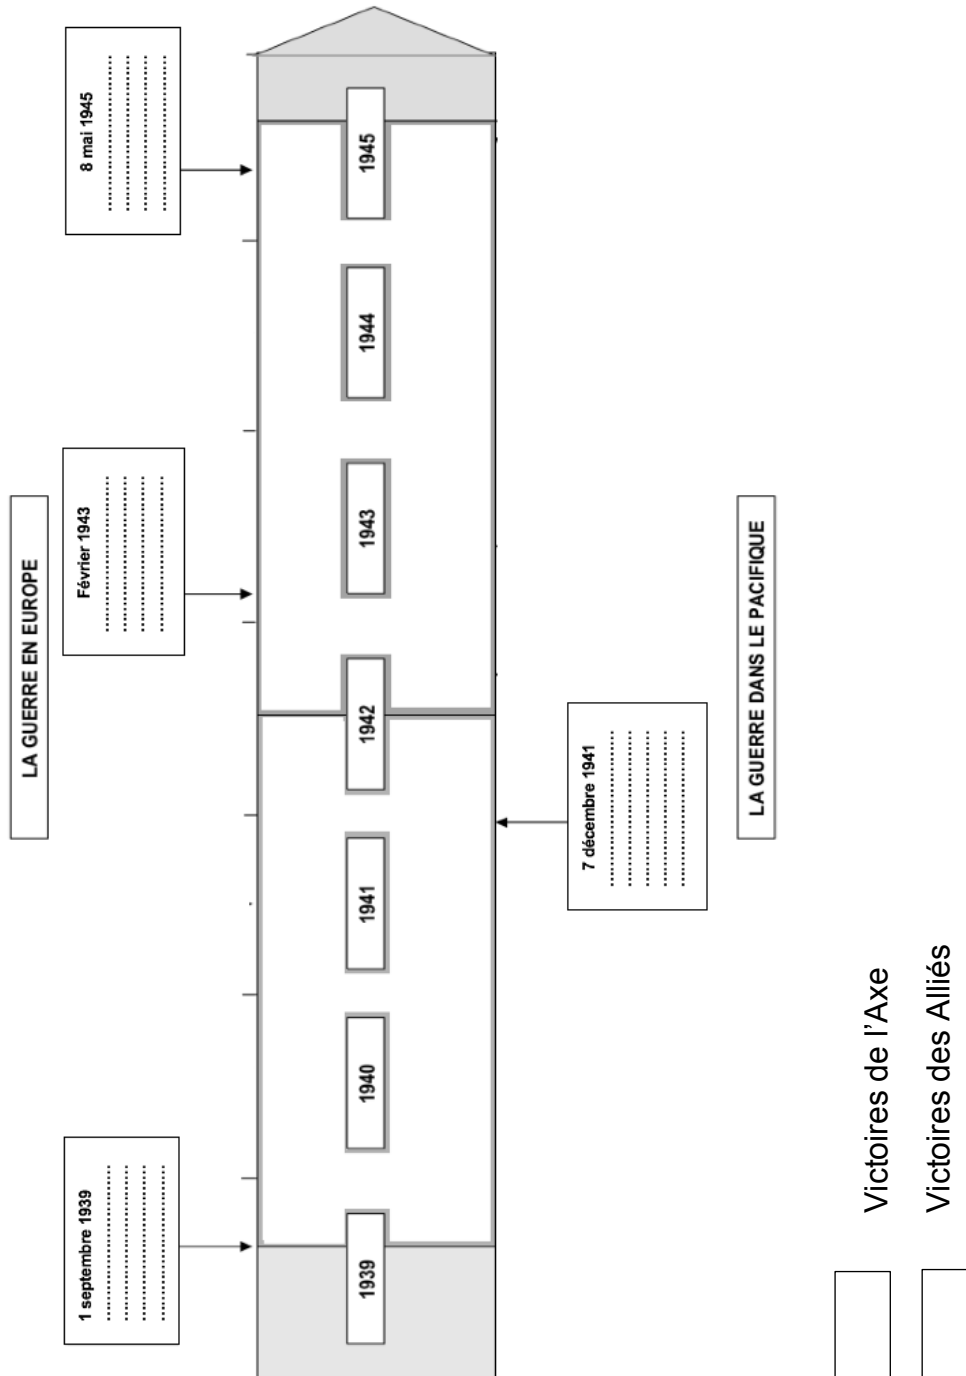 LA GUERRE EN EUROPE
1 septembre 1939
Février 1943
8 mai 1945
1939
1940
1941
1942
1943
1944
1945
7 décembre 1941
LA GUERRE DANS LE PACIFIQUE
Victoires de l'Axe
Victoires des Alliés